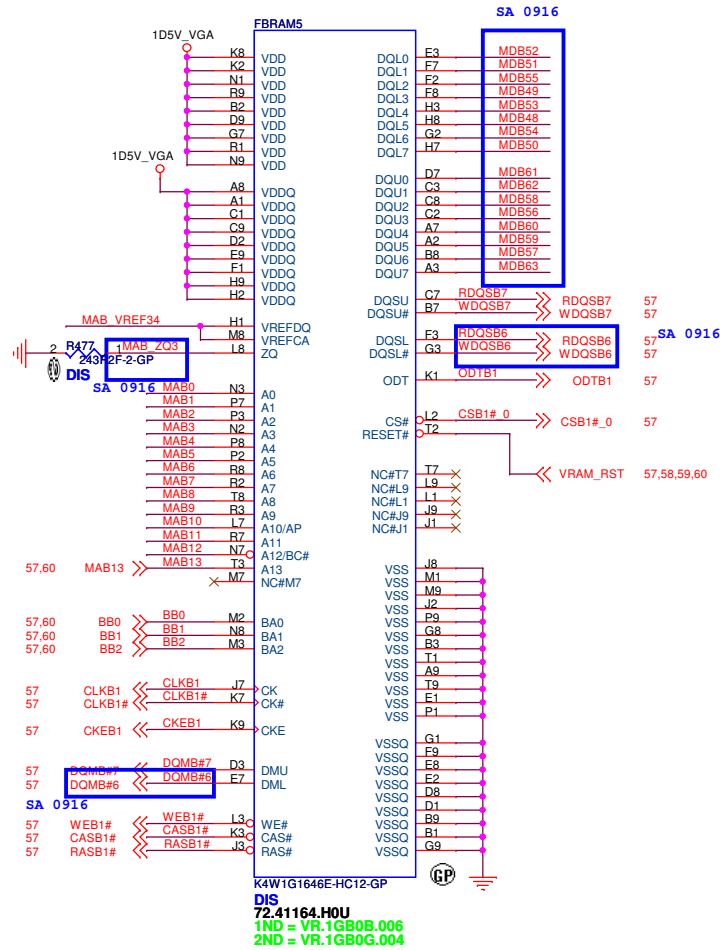 SA 0916
FBRAM5
1D5V_VGA
K8 VDD DQL0 E3 MDB52
K2 VDD DQL1 F7 MDB51
N1 VDD DQL2 F2 MDB55
R9 VDD DQL3 F8 MDB49
B2 VDD DQL4 H3 MDB53
D9 VDD DQL5 H8 MDB48
G7 VDD DQL6 G2 MDB54
R1 VDD DQL7 H7 MDB50
N9 VDD
1D5V_VGA
DQU0 D7 MDB61
A8 VDDQ DQU1 C3 MDB62
A1 VDDQ DQU2 C8 MDB58
C1 VDDQ DQU3 C2 MDB56
C9 VDDQ DQU4 A7 MDB60
D2 VDDQ DQU5 A2 MDB59
E9 VDDQ DQU6 B8 MDB57
F1 VDDQ DQU7 A3 MDB63
H9 VDDQ
H2 VDDQ
DQSU C7 RDQSB7 RDQSB7 57
DQSU# B7 WDQSB7 WDQSB7 57
MAB_VREF34 H1 VREFDQ
M8 VREFCA
DQSL F3 RDQSB6 RDQSB6 57 SA 0916
DQSL# G3 WDQSB6 WDQSB6 57
2 R477 1 MAB_ZQ3 L8 ZQ
243R2F-2-GP
DIS
SA 0916
ODT K1 ODTB1 ODTB1 57
MAB0 N3 A0
MAB1 P7 A1
MAB2 P3 A2 CS# L2 CSB1#_0 CSB1#_0 57
MAB3 N2 A3 RESET# T2
MAB4 P8 A4
MAB5 P2 A5
MAB6 R8 A6 NC#T7 T7 VRAM_RST 57,58,59,60
MAB7 R2 A7 NC#L9 L9
MAB8 T8 A8 NC#L1 L1
MAB9 R3 A9 NC#J9 J9
MAB10 L7 A10/AP NC#J1 J1
MAB11 R7 A11
MAB12 N7 A12/BC#
57,60 MAB13 MAB13 T3 A13 VSS J8
M7 NC#M7 VSS M1
VSS M9
VSS J2
57,60 BB0 BB0 M2 BA0 VSS P9
57,60 BB1 BB1 N8 BA1 VSS G8
57,60 BB2 BB2 M3 BA2 VSS B3
VSS T1
VSS A9
57 CLKB1 CLKB1 J7 CK VSS T9
57 CLKB1# CLKB1# K7 CK# VSS E1
VSS P1
57 CKEB1 CKEB1 K9 CKE
VSSQ G1
VSSQ F9
57 DQMB#7 DQMB#7 D3 DMU VSSQ E8
57 DQMB#6 DQMB#6 E7 DML VSSQ E2
VSSQ D8
SA 0916
VSSQ D1
57 WEB1# WEB1# L3 WE# VSSQ B9
57 CASB1# CASB1# K3 CAS# VSSQ B1
57 RASB1# RASB1# J3 RAS# VSSQ G9
GP
K4W1G1646E-HC12-GP
DIS
72.41164.H0U
1ND = VR.1GB0B.006
2ND = VR.1GB0G.004